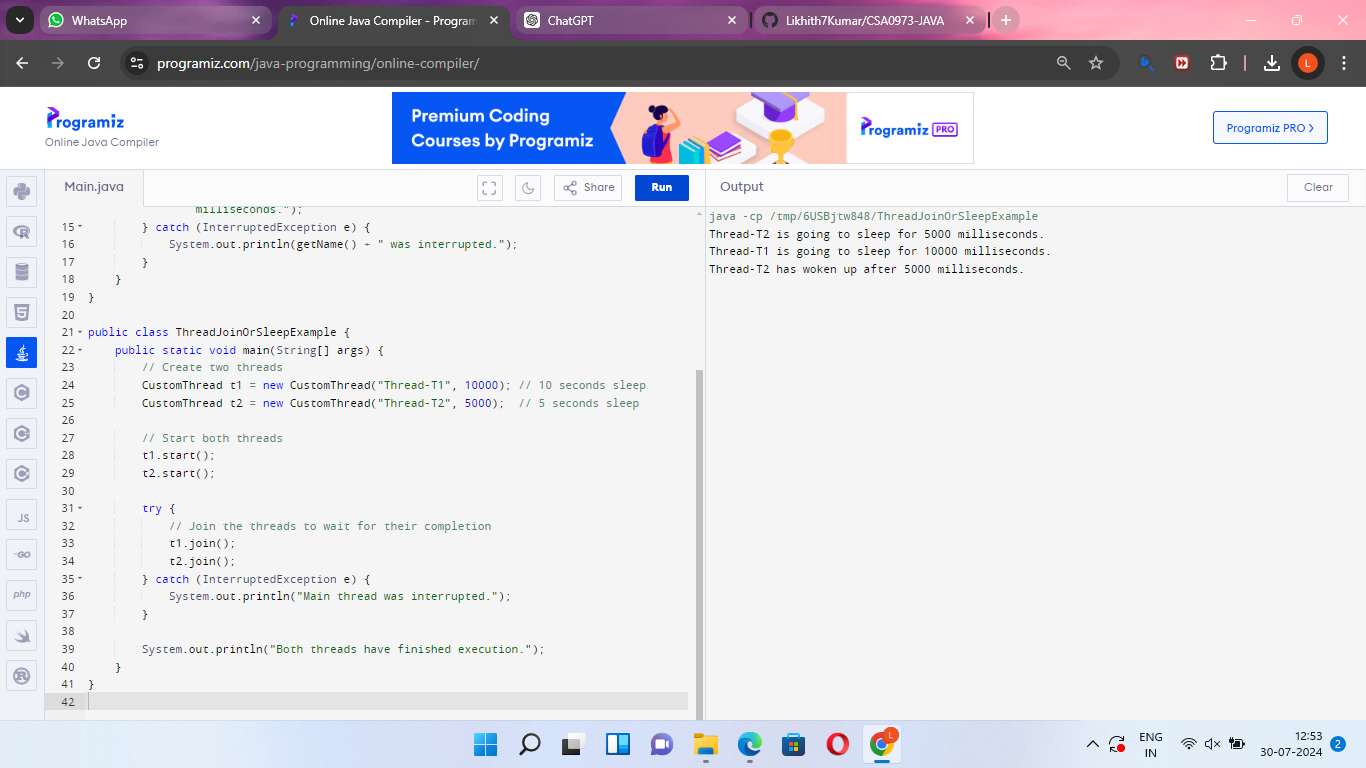 WhatsApp
Online Java Compiler - Program
ChatGPT
Likhith7Kumar/CSA0973-JAVA
programiz.com/java-programming/online-compiler/
L
Programiz
Online Java Compiler
Premium Coding
Courses by Programiz
Programiz PRO
Programiz PRO
Main.java
Share
Run
Output
Clear
milliseconds.");
15 } catch (InterruptedException e) {
16 System.out.println(getName() + " was interrupted.");
17 }
18 }
19 }
20
21 public class ThreadJoinOrSleepExample {
22 public static void main(String[] args) {
23 // Create two threads
24 CustomThread t1 = new CustomThread("Thread-T1", 10000); // 10 seconds sleep
25 CustomThread t2 = new CustomThread("Thread-T2", 5000);  // 5 seconds sleep
26
27 // Start both threads
28 t1.start();
29 t2.start();
30
31 try {
32 // Join the threads to wait for their completion
33 t1.join();
34 t2.join();
35 } catch (InterruptedException e) {
36 System.out.println("Main thread was interrupted.");
37 }
38
39 System.out.println("Both threads have finished execution.");
40 }
41 }
42
java -cp /tmp/6USBjtw848/ThreadJoinOrSleepExample
Thread-T2 is going to sleep for 5000 milliseconds.
Thread-T1 is going to sleep for 10000 milliseconds.
Thread-T2 has woken up after 5000 milliseconds.
JS
GO
php
L
ENG
IN
12:53
30-07-2024
2